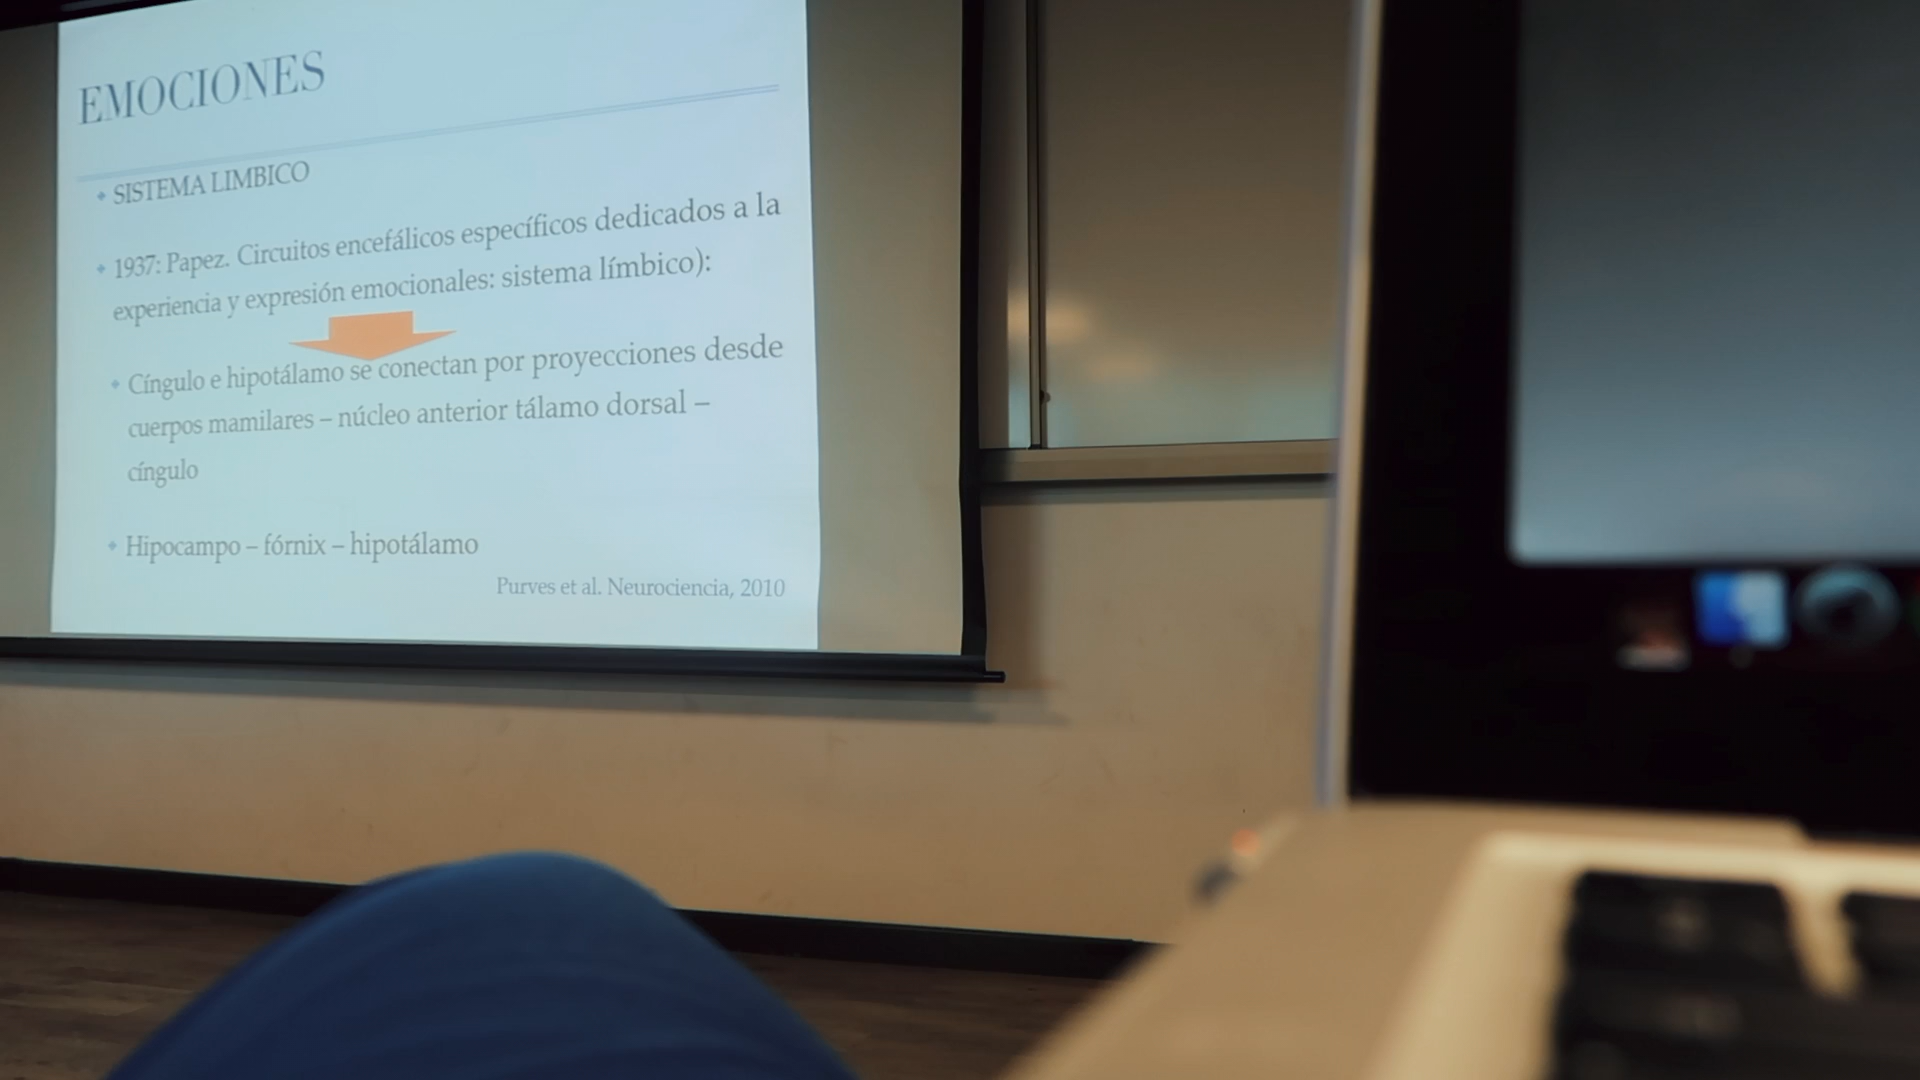 EMOCIONES
SISTEMA LIMBICO
1937: Papez. Circuitos encefálicos específicos dedicados a la
experiencia y expresión emocionales: sistema límbico):
Cíngulo e hipotálamo se conectan por proyecciones desde
cuerpos mamilares – núcleo anterior tálamo dorsal –
cíngulo
Hipocampo – fórnix – hipotálamo
Purves et al. Neurociencia, 2010